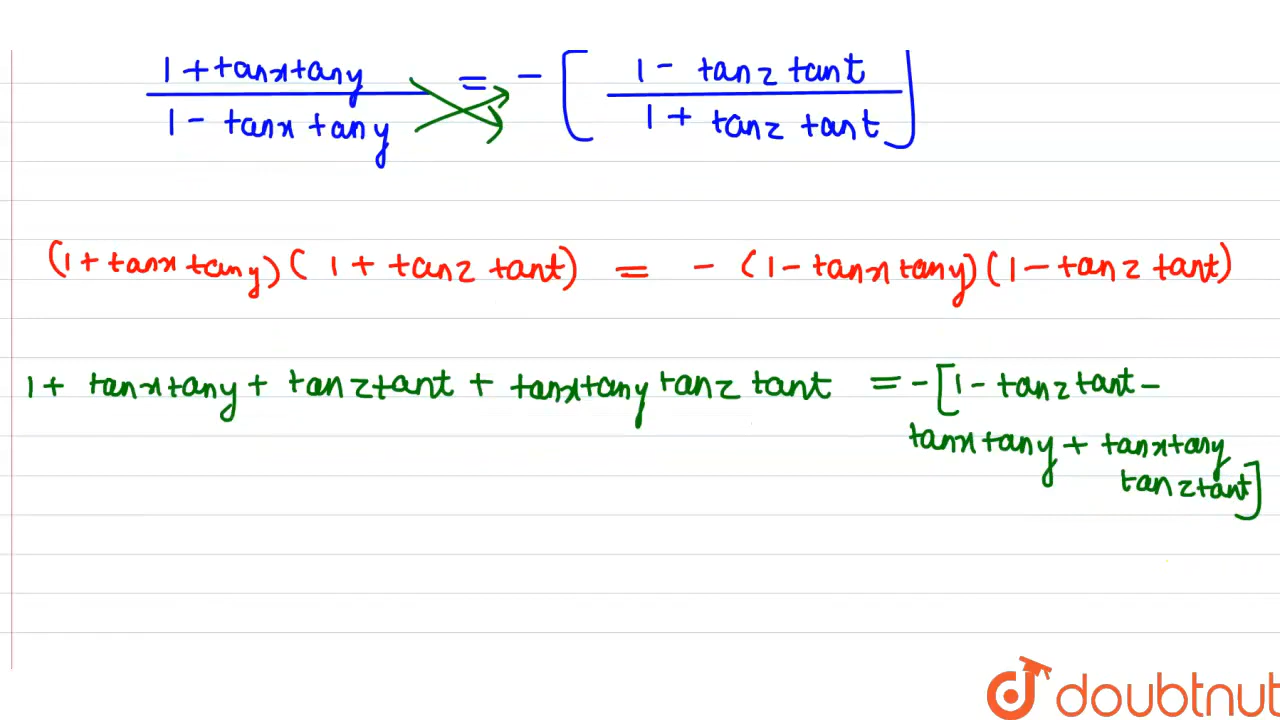 1 + tanx tany / 1 - tanx tany = - [ 1 - tanz tant / 1 + tanz tant ]
(1 + tanx tany) ( 1 + tanz tant) = - (1 - tanx tany) (1 - tanz tant)
1 + tanx tany + tanz tant + tanx tany tanz tant = - [ 1 - tanz tant -
tanx tany + tanx tany
tanz tant ]
doubtnut